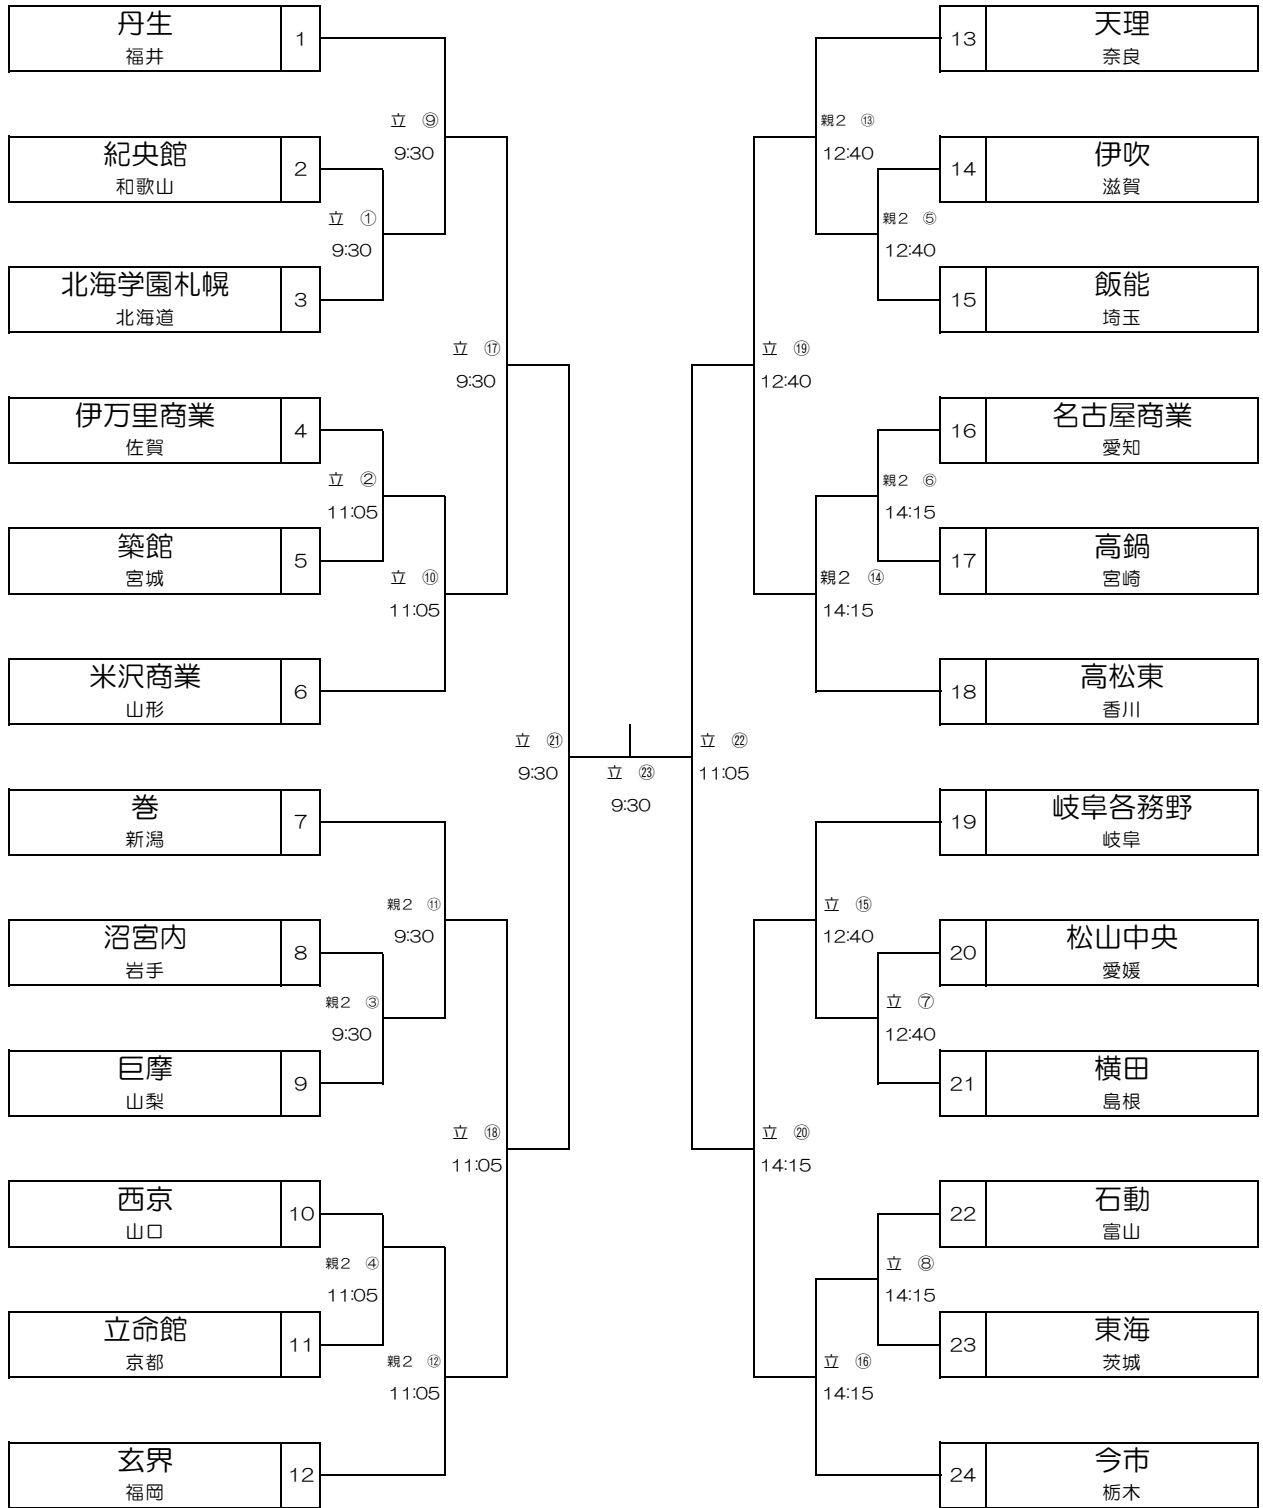 丹生
福井
1
立 ⑨
9:30
紀央館
和歌山
2
立 ①
9:30
北海学園札幌
北海道
3
立 ⑰
9:30
伊万里商業
佐賀
4
立 ②
11:05
築館
宮城
5
立 ⑩
11:05
米沢商業
山形
6
立 ㉑
9:30
巻
新潟
7
親2 ⑪
9:30
沼宮内
岩手
8
親2 ③
9:30
巨摩
山梨
9
立 ⑱
11:05
西京
山口
10
親2 ④
11:05
立命館
京都
11
親2 ⑫
11:05
玄界
福岡
12
立 ㉓
9:30
13
天理
奈良
親2 ⑬
12:40
14
伊吹
滋賀
親2 ⑤
12:40
15
飯能
埼玉
立 ⑲
12:40
16
名古屋商業
愛知
親2 ⑥
14:15
17
高鍋
宮崎
親2 ⑭
14:15
18
高松東
香川
立 ㉒
11:05
19
岐阜各務野
岐阜
立 ⑮
12:40
20
松山中央
愛媛
立 ⑦
12:40
21
横田
島根
立 ⑳
14:15
22
石動
富山
立 ⑧
14:15
23
東海
茨城
立 ⑯
14:15
24
今市
栃木